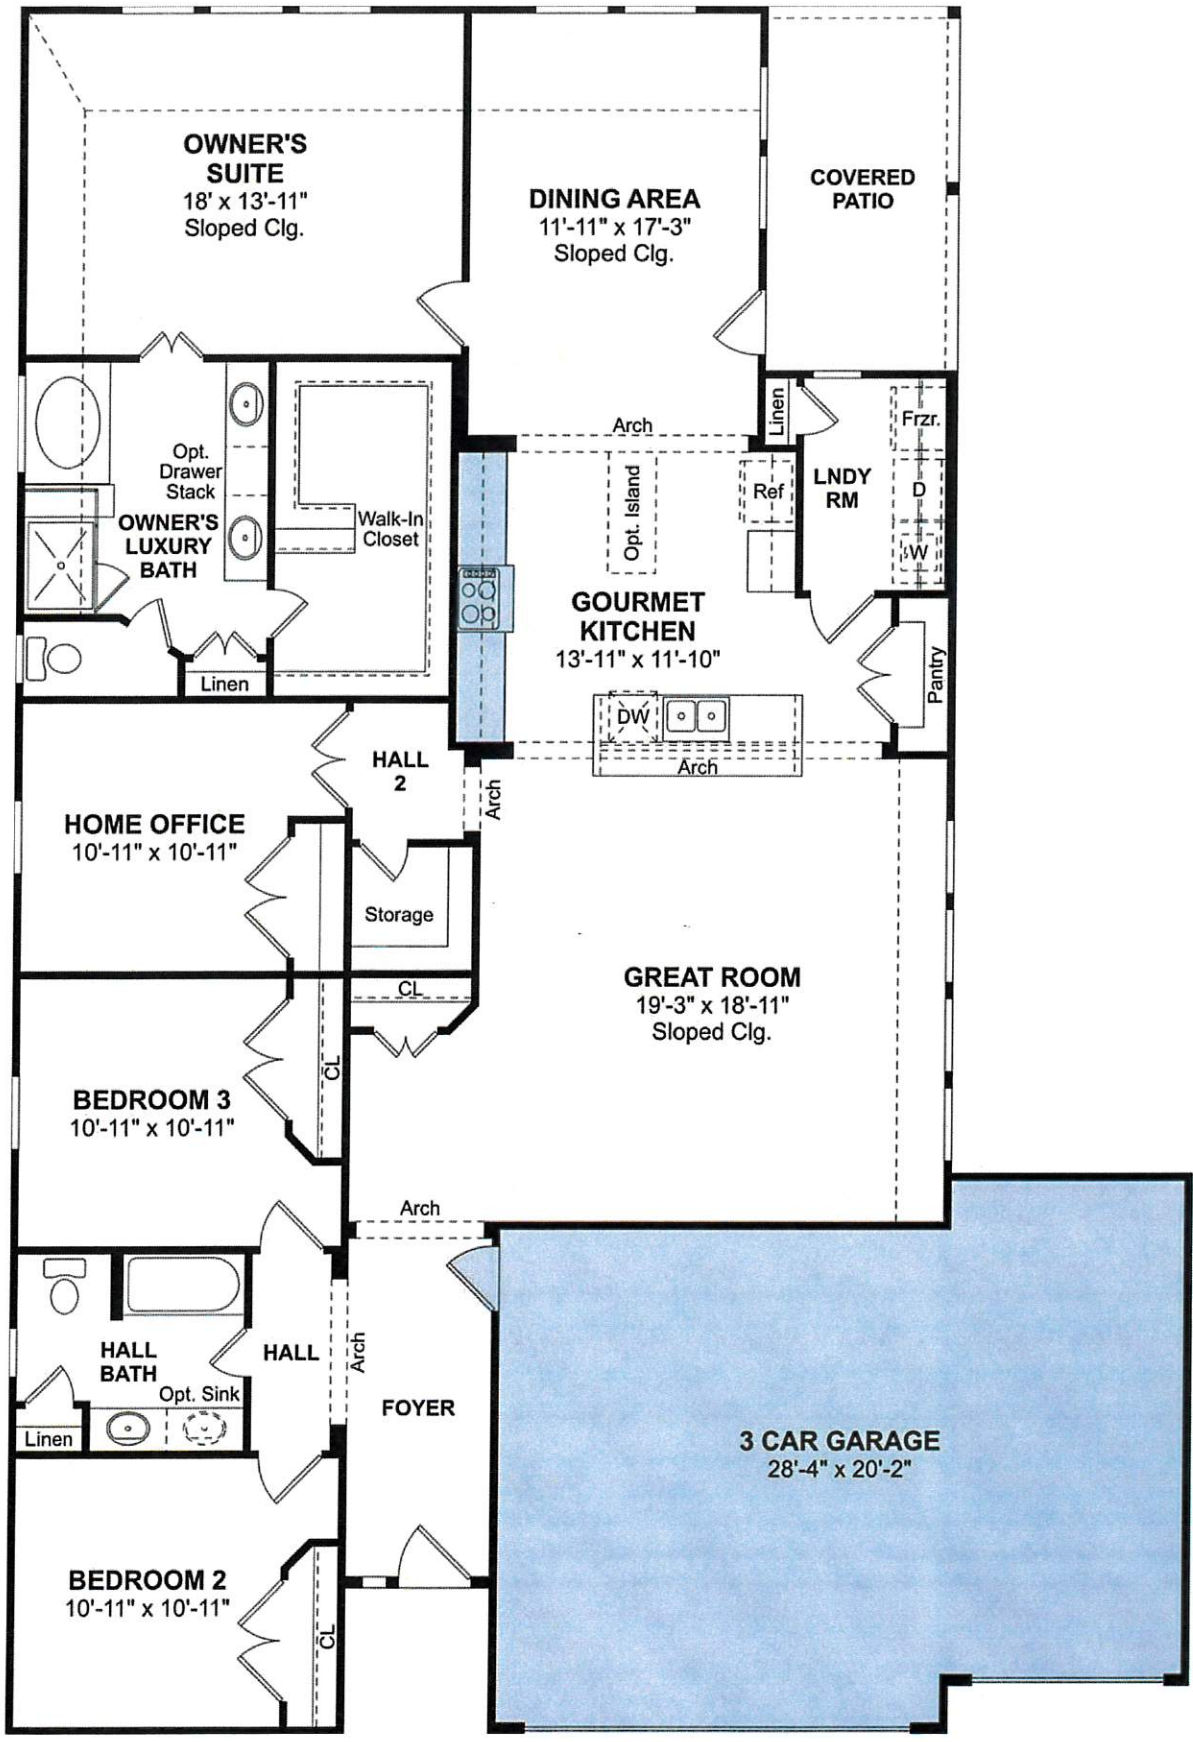 OWNER'S
SUITE
18' x 13'-11"
Sloped Clg.
DINING AREA
11'-11" x 17'-3"
Sloped Clg.
COVERED
PATIO
Opt.
Drawer
Stack
OWNER'S
LUXURY
BATH
Walk-In
Closet
Linen
Arch
Opt. Island
Ref
Linen
LNDY
RM
Frzr.
D
W
GOURMET
KITCHEN
13'-11" x 11'-10"
Pantry
DW
Arch
HALL
2
Arch
HOME OFFICE
10'-11" x 10'-11"
Storage
CL
GREAT ROOM
19'-3" x 18'-11"
Sloped Clg.
BEDROOM 3
10'-11" x 10'-11"
CL
Arch
HALL
BATH
Opt. Sink
Linen
HALL
Arch
FOYER
3 CAR GARAGE
28'-4" x 20'-2"
BEDROOM 2
10'-11" x 10'-11"
CL